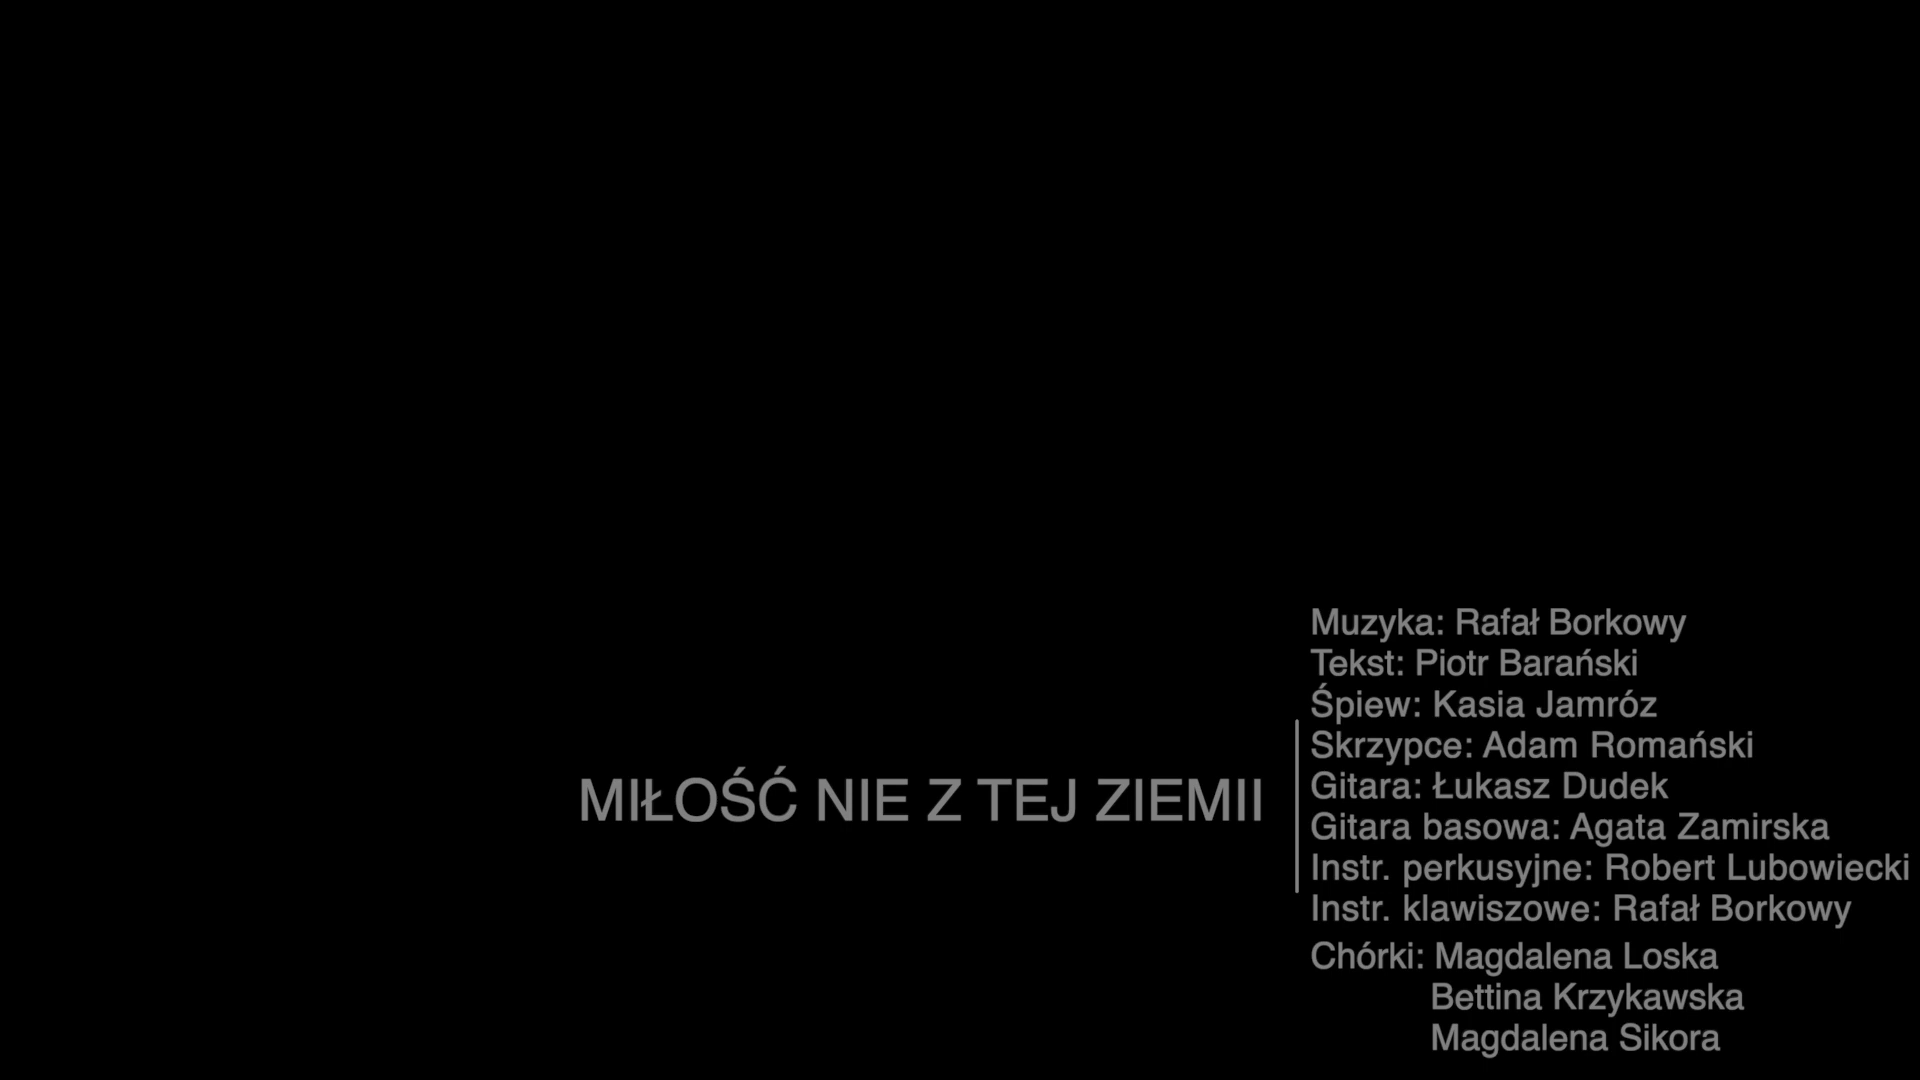 MIŁOŚĆ NIE Z TEJ ZIEMII
Muzyka: Rafał Borkowy
Tekst: Piotr Barański
Śpiew: Kasia Jamróz
Skrzypce: Adam Romański
Gitara: Łukasz Dudek
Gitara basowa: Agata Zamirska
Instr. perkusyjne: Robert Lubowiecki
Instr. klawiszowe: Rafał Borkowy
Chórki: Magdalena Loska
Bettina Krzykawska
Magdalena Sikora